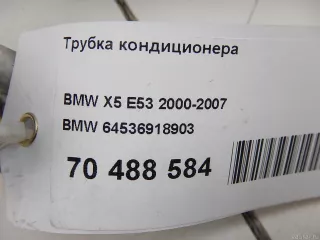 Трубка кондиционера
BMW X5 E53 2000-2007
BMW 64536918903
70 488 584